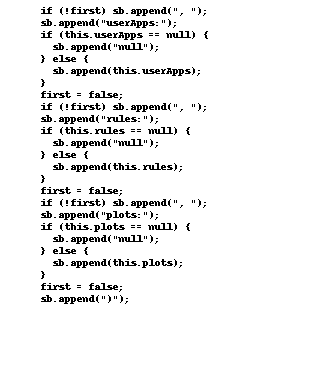 if (!first) sb.append(", ");
sb.append("userApps:");
if (this.userApps == null) {
  sb.append("null");
} else {
  sb.append(this.userApps);
}
first = false;
if (!first) sb.append(", ");
sb.append("rules:");
if (this.rules == null) {
  sb.append("null");
} else {
  sb.append(this.rules);
}
first = false;
if (!first) sb.append(", ");
sb.append("plots:");
if (this.plots == null) {
  sb.append("null");
} else {
  sb.append(this.plots);
}
first = false;
sb.append(")");